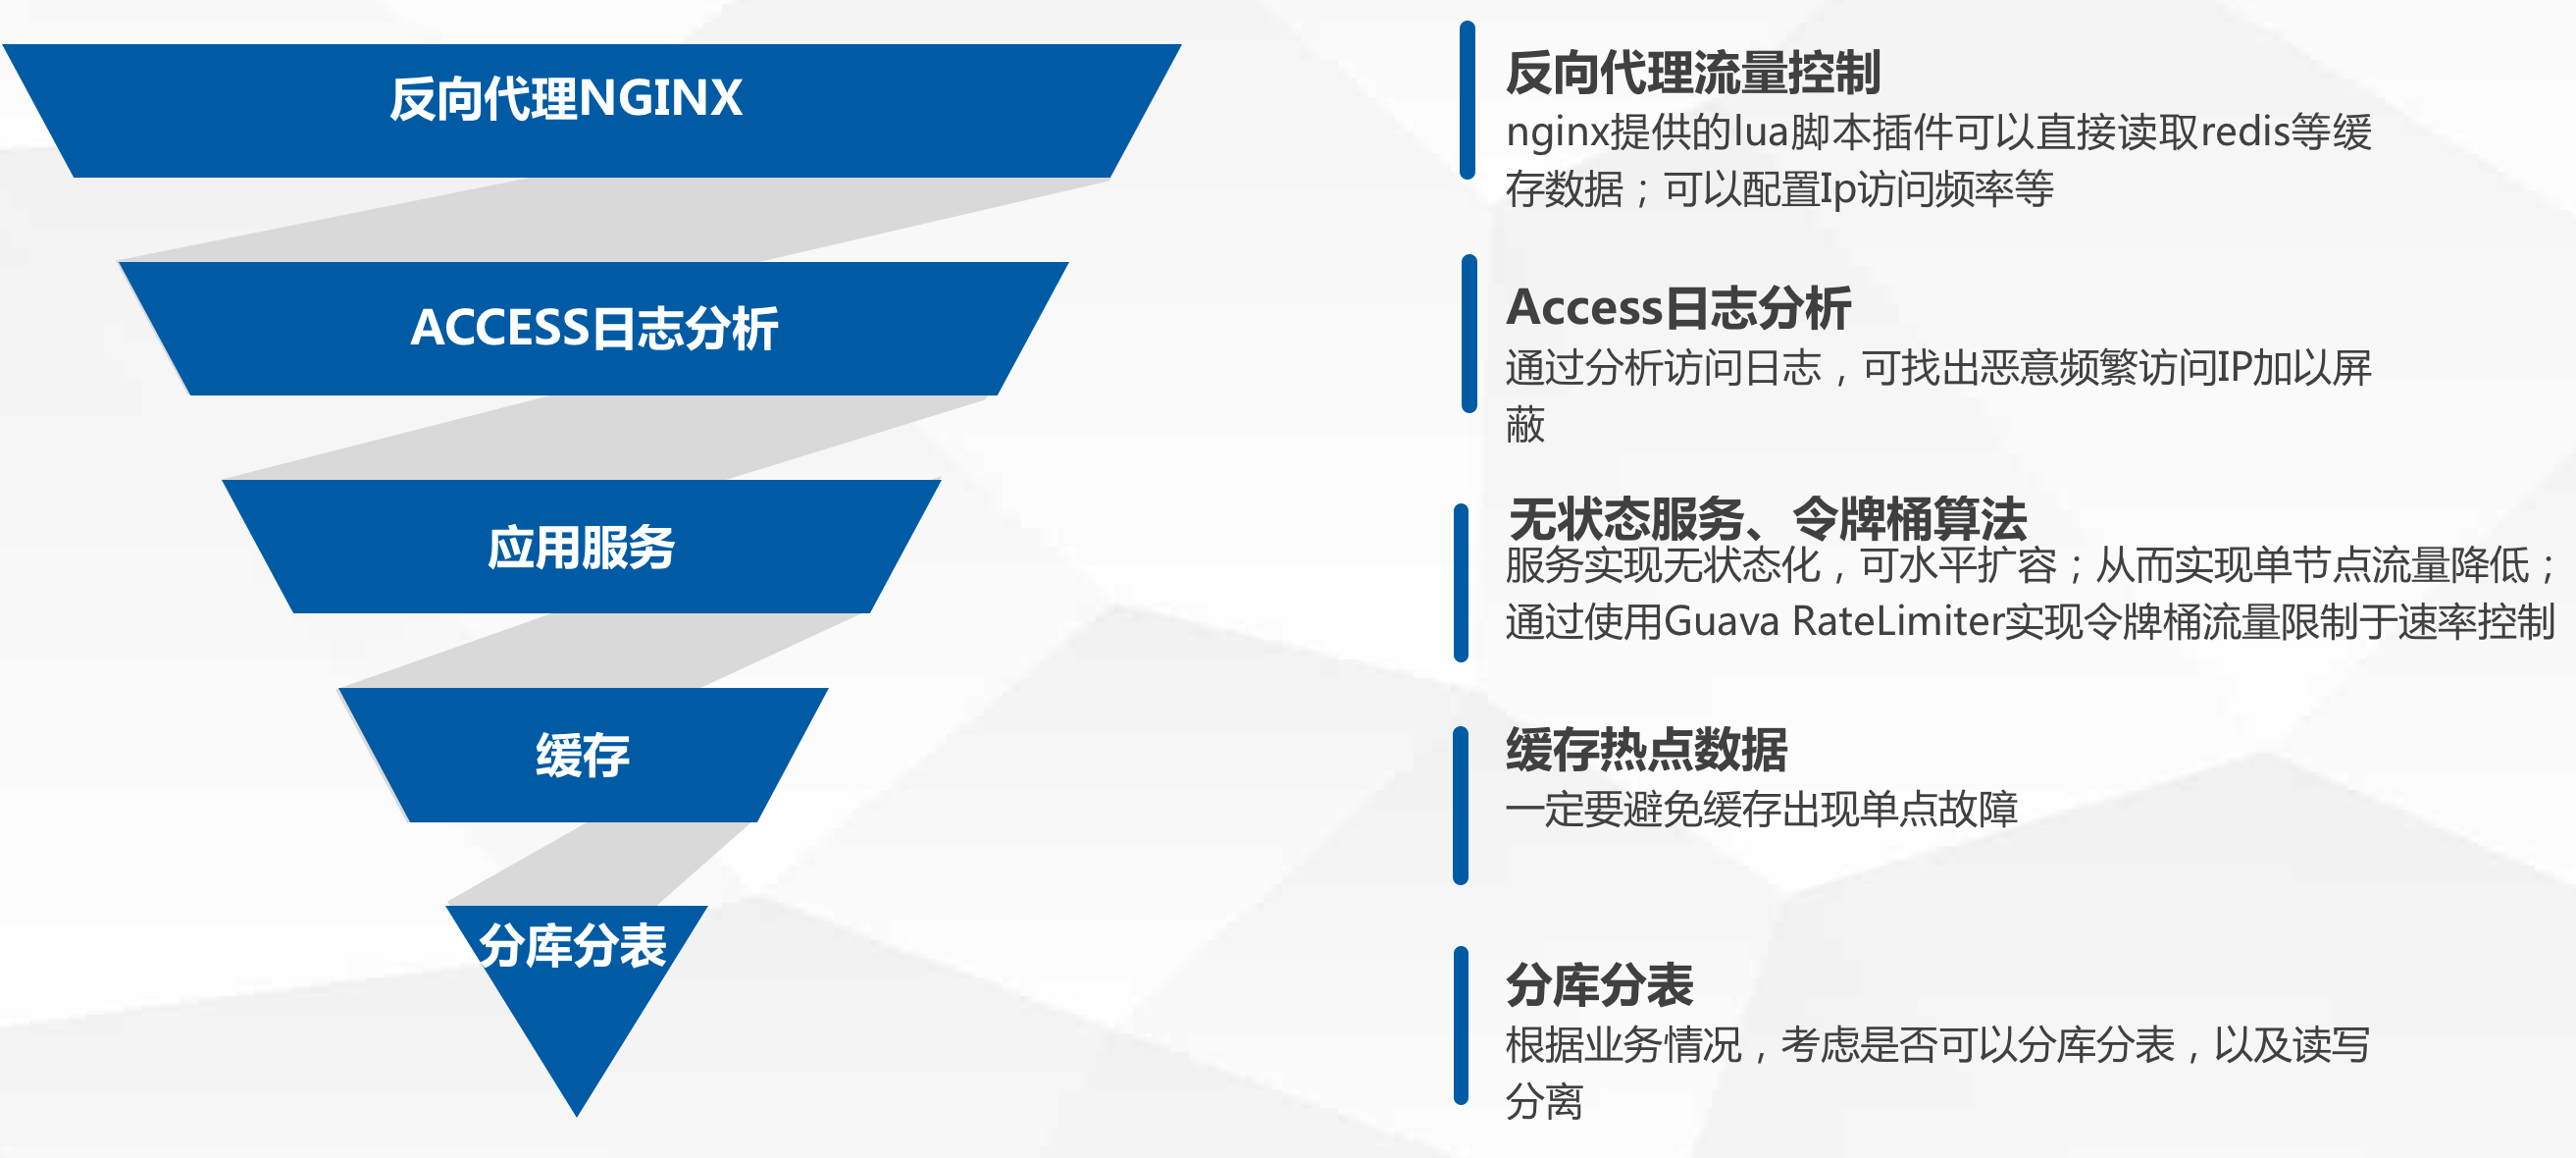 反向代理NGINX
ACCESS日志分析
应用服务
缓存
分库分表
反向代理流量控制
nginx提供的lua脚本插件可以直接读取redis等缓
存数据；可以配置Ip访问频率等
Access日志分析
通过分析访问日志，可找出恶意频繁访问IP加以屏
蔽
无状态服务、令牌桶算法
服务实现无状态化，可水平扩容；从而实现单节点流量降低；
通过使用Guava RateLimiter实现令牌桶流量限制于速率控制
缓存热点数据
一定要避免缓存出现单点故障
分库分表
根据业务情况，考虑是否可以分库分表，以及读写
分离